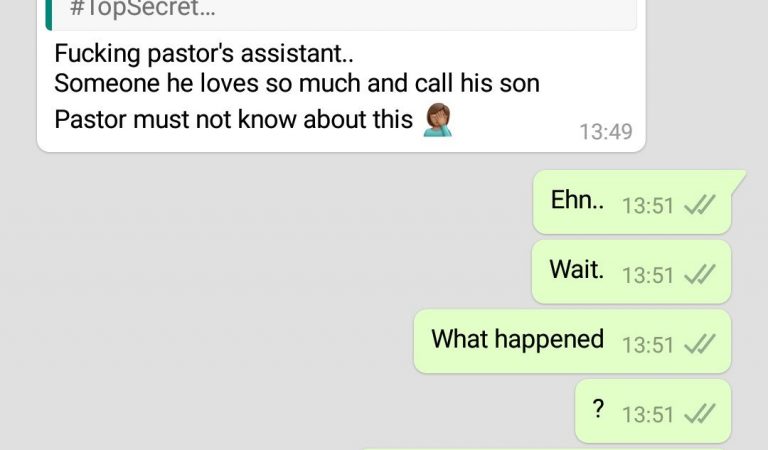 #TopSecret...
Fucking pastor's assistant..
Someone he loves so much and call his son
Pastor must not know about this 🤦🏽‍♀️
13:49
Ehn.. 13:51
Wait. 13:51
What happened 13:51
? 13:51